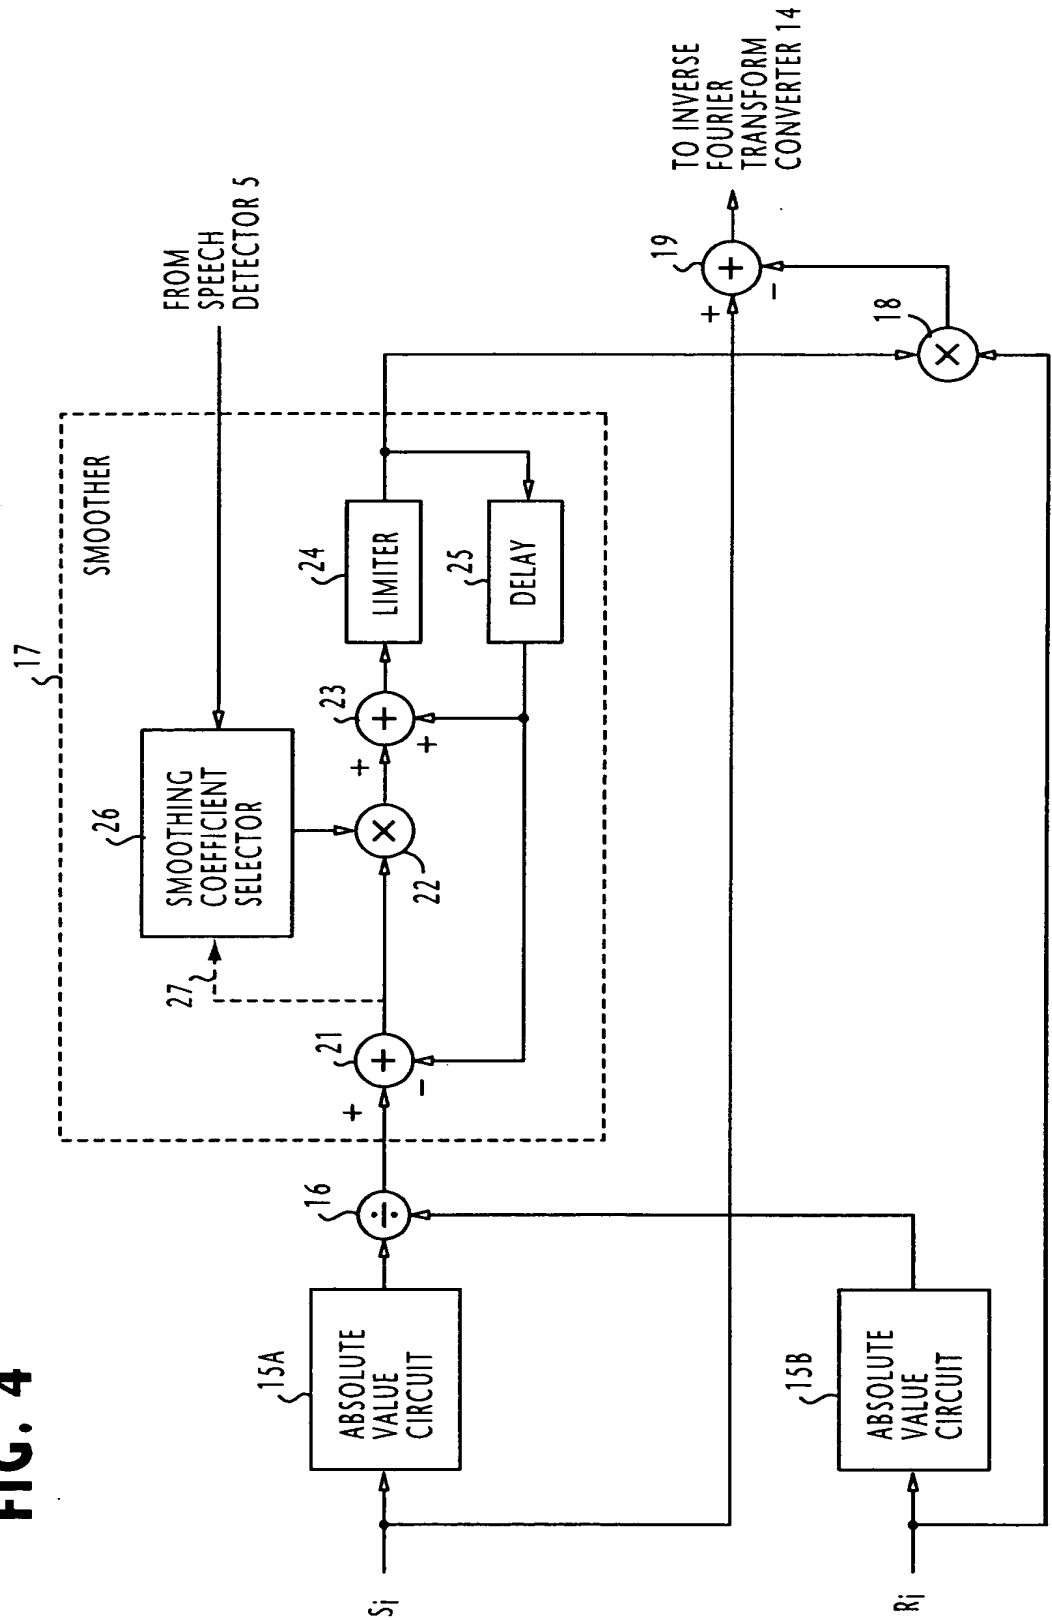 FIG. 4
17
SMOOTHER
FROM
SPEECH
DETECTOR 5
26
SMOOTHING
COEFFICIENT
SELECTOR
27
16
÷
21
+
+
−
22
×
23
+
+
+
24
LIMITER
25
DELAY
15A
ABSOLUTE
VALUE
CIRCUIT
Si
19
+
+
−
TO INVERSE
FOURIER
TRANSFORM
CONVERTER 14
18
×
15B
ABSOLUTE
VALUE
CIRCUIT
Ri